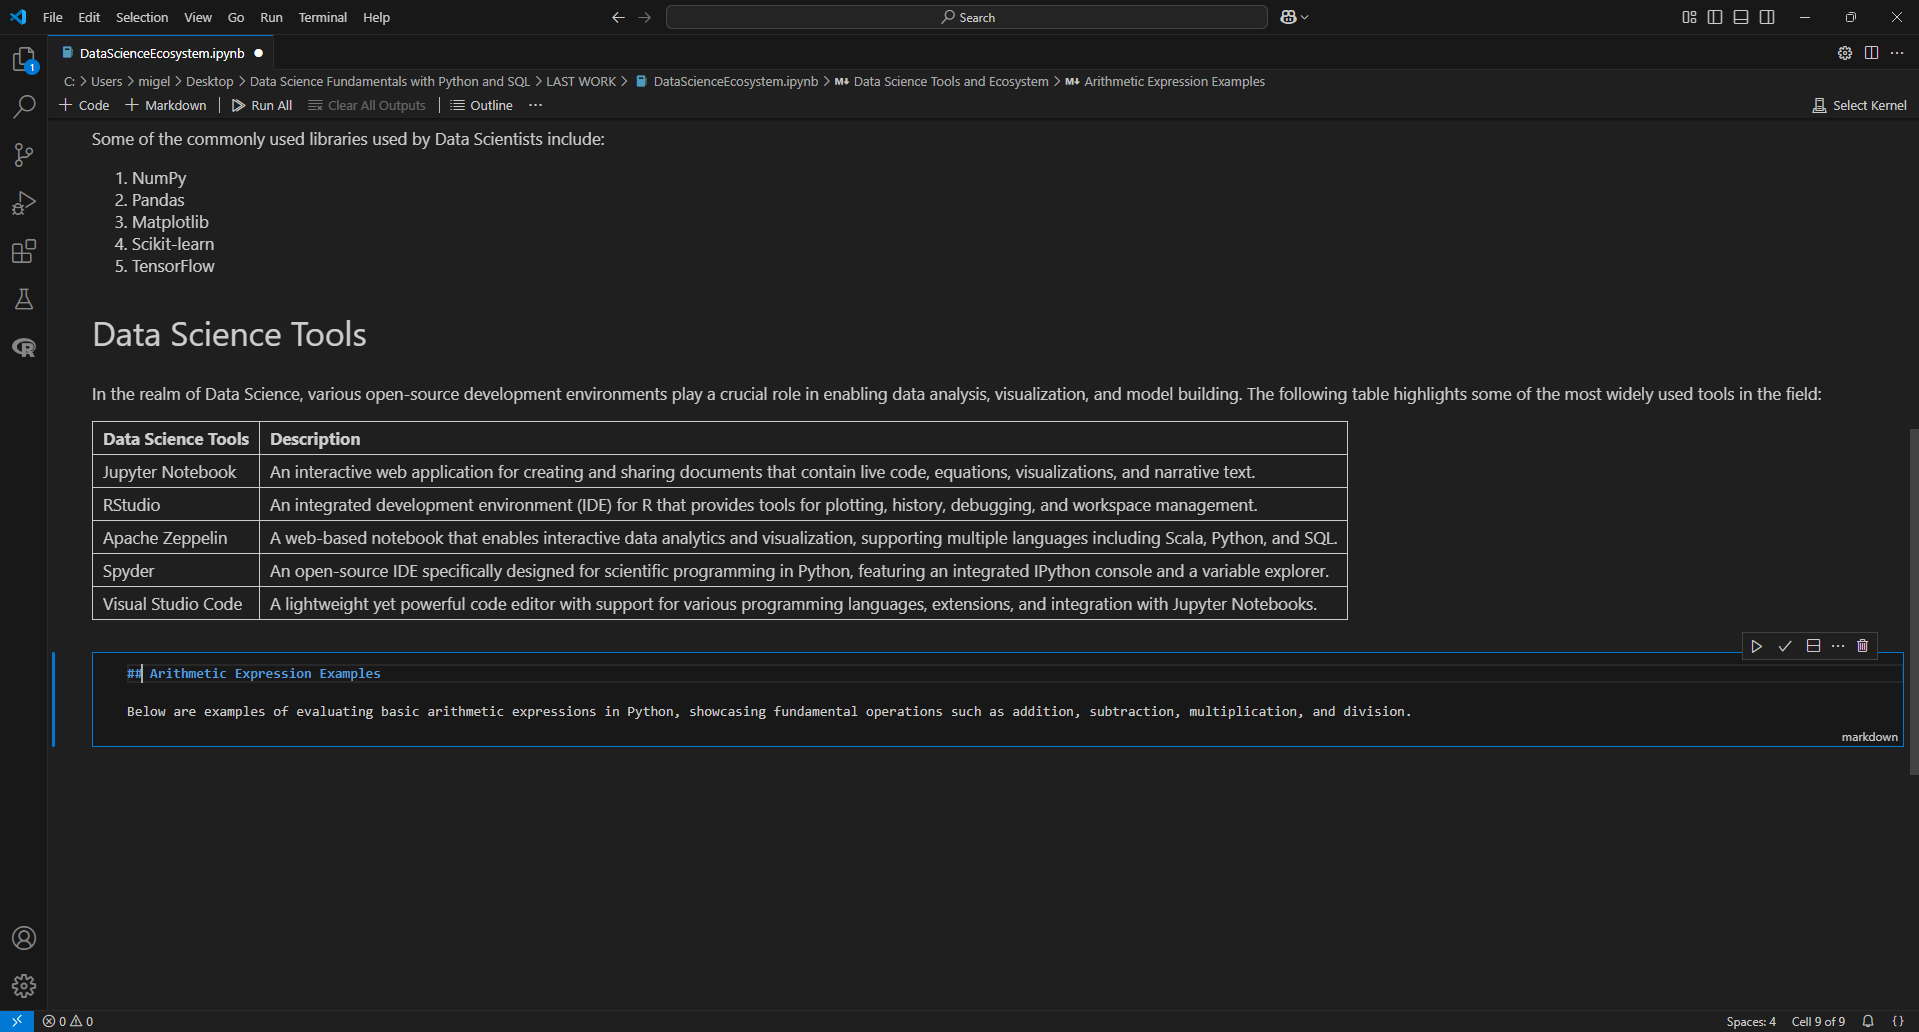 File Edit Selection View Go Run Terminal Help
Search
1
DataScienceEcosystem.ipynb
C: > Users > migel > Desktop > Data Science Fundamentals with Python and SQL > LAST WORK > DataScienceEcosystem.ipynb > M↓ Data Science Tools and Ecosystem > M↓ Arithmetic Expression Examples
+ Code + Markdown | Run All Clear All Outputs | Outline ...
Select Kernel
Some of the commonly used libraries used by Data Scientists include:
1. NumPy
2. Pandas
3. Matplotlib
4. Scikit-learn
5. TensorFlow
Data Science Tools
In the realm of Data Science, various open-source development environments play a crucial role in enabling data analysis, visualization, and model building. The following table highlights some of the most widely used tools in the field:
Data Science Tools Description
Jupyter Notebook An interactive web application for creating and sharing documents that contain live code, equations, visualizations, and narrative text.
RStudio An integrated development environment (IDE) for R that provides tools for plotting, history, debugging, and workspace management.
Apache Zeppelin A web-based notebook that enables interactive data analytics and visualization, supporting multiple languages including Scala, Python, and SQL.
Spyder An open-source IDE specifically designed for scientific programming in Python, featuring an integrated IPython console and a variable explorer.
Visual Studio Code A lightweight yet powerful code editor with support for various programming languages, extensions, and integration with Jupyter Notebooks.
## Arithmetic Expression Examples
Below are examples of evaluating basic arithmetic expressions in Python, showcasing fundamental operations such as addition, subtraction, multiplication, and division.
markdown
0 0
Spaces: 4 Cell 9 of 9 {}